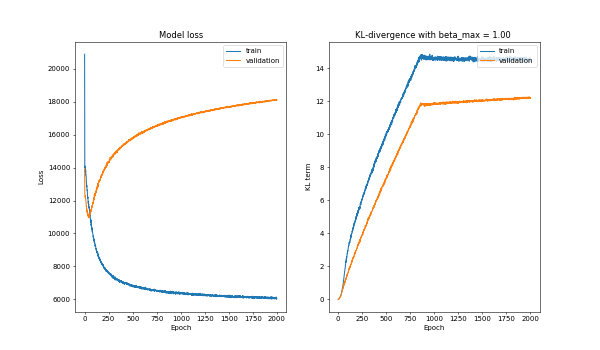 Model loss
train
validation
20000
18000
16000
14000
12000
10000
8000
6000
Loss
0 250 500 750 1000 1250 1500 1750 2000
Epoch
KL-divergence with beta_max = 1.00
train
validation
14
12
10
8
6
4
2
0
KL term
0 250 500 750 1000 1250 1500 1750 2000
Epoch